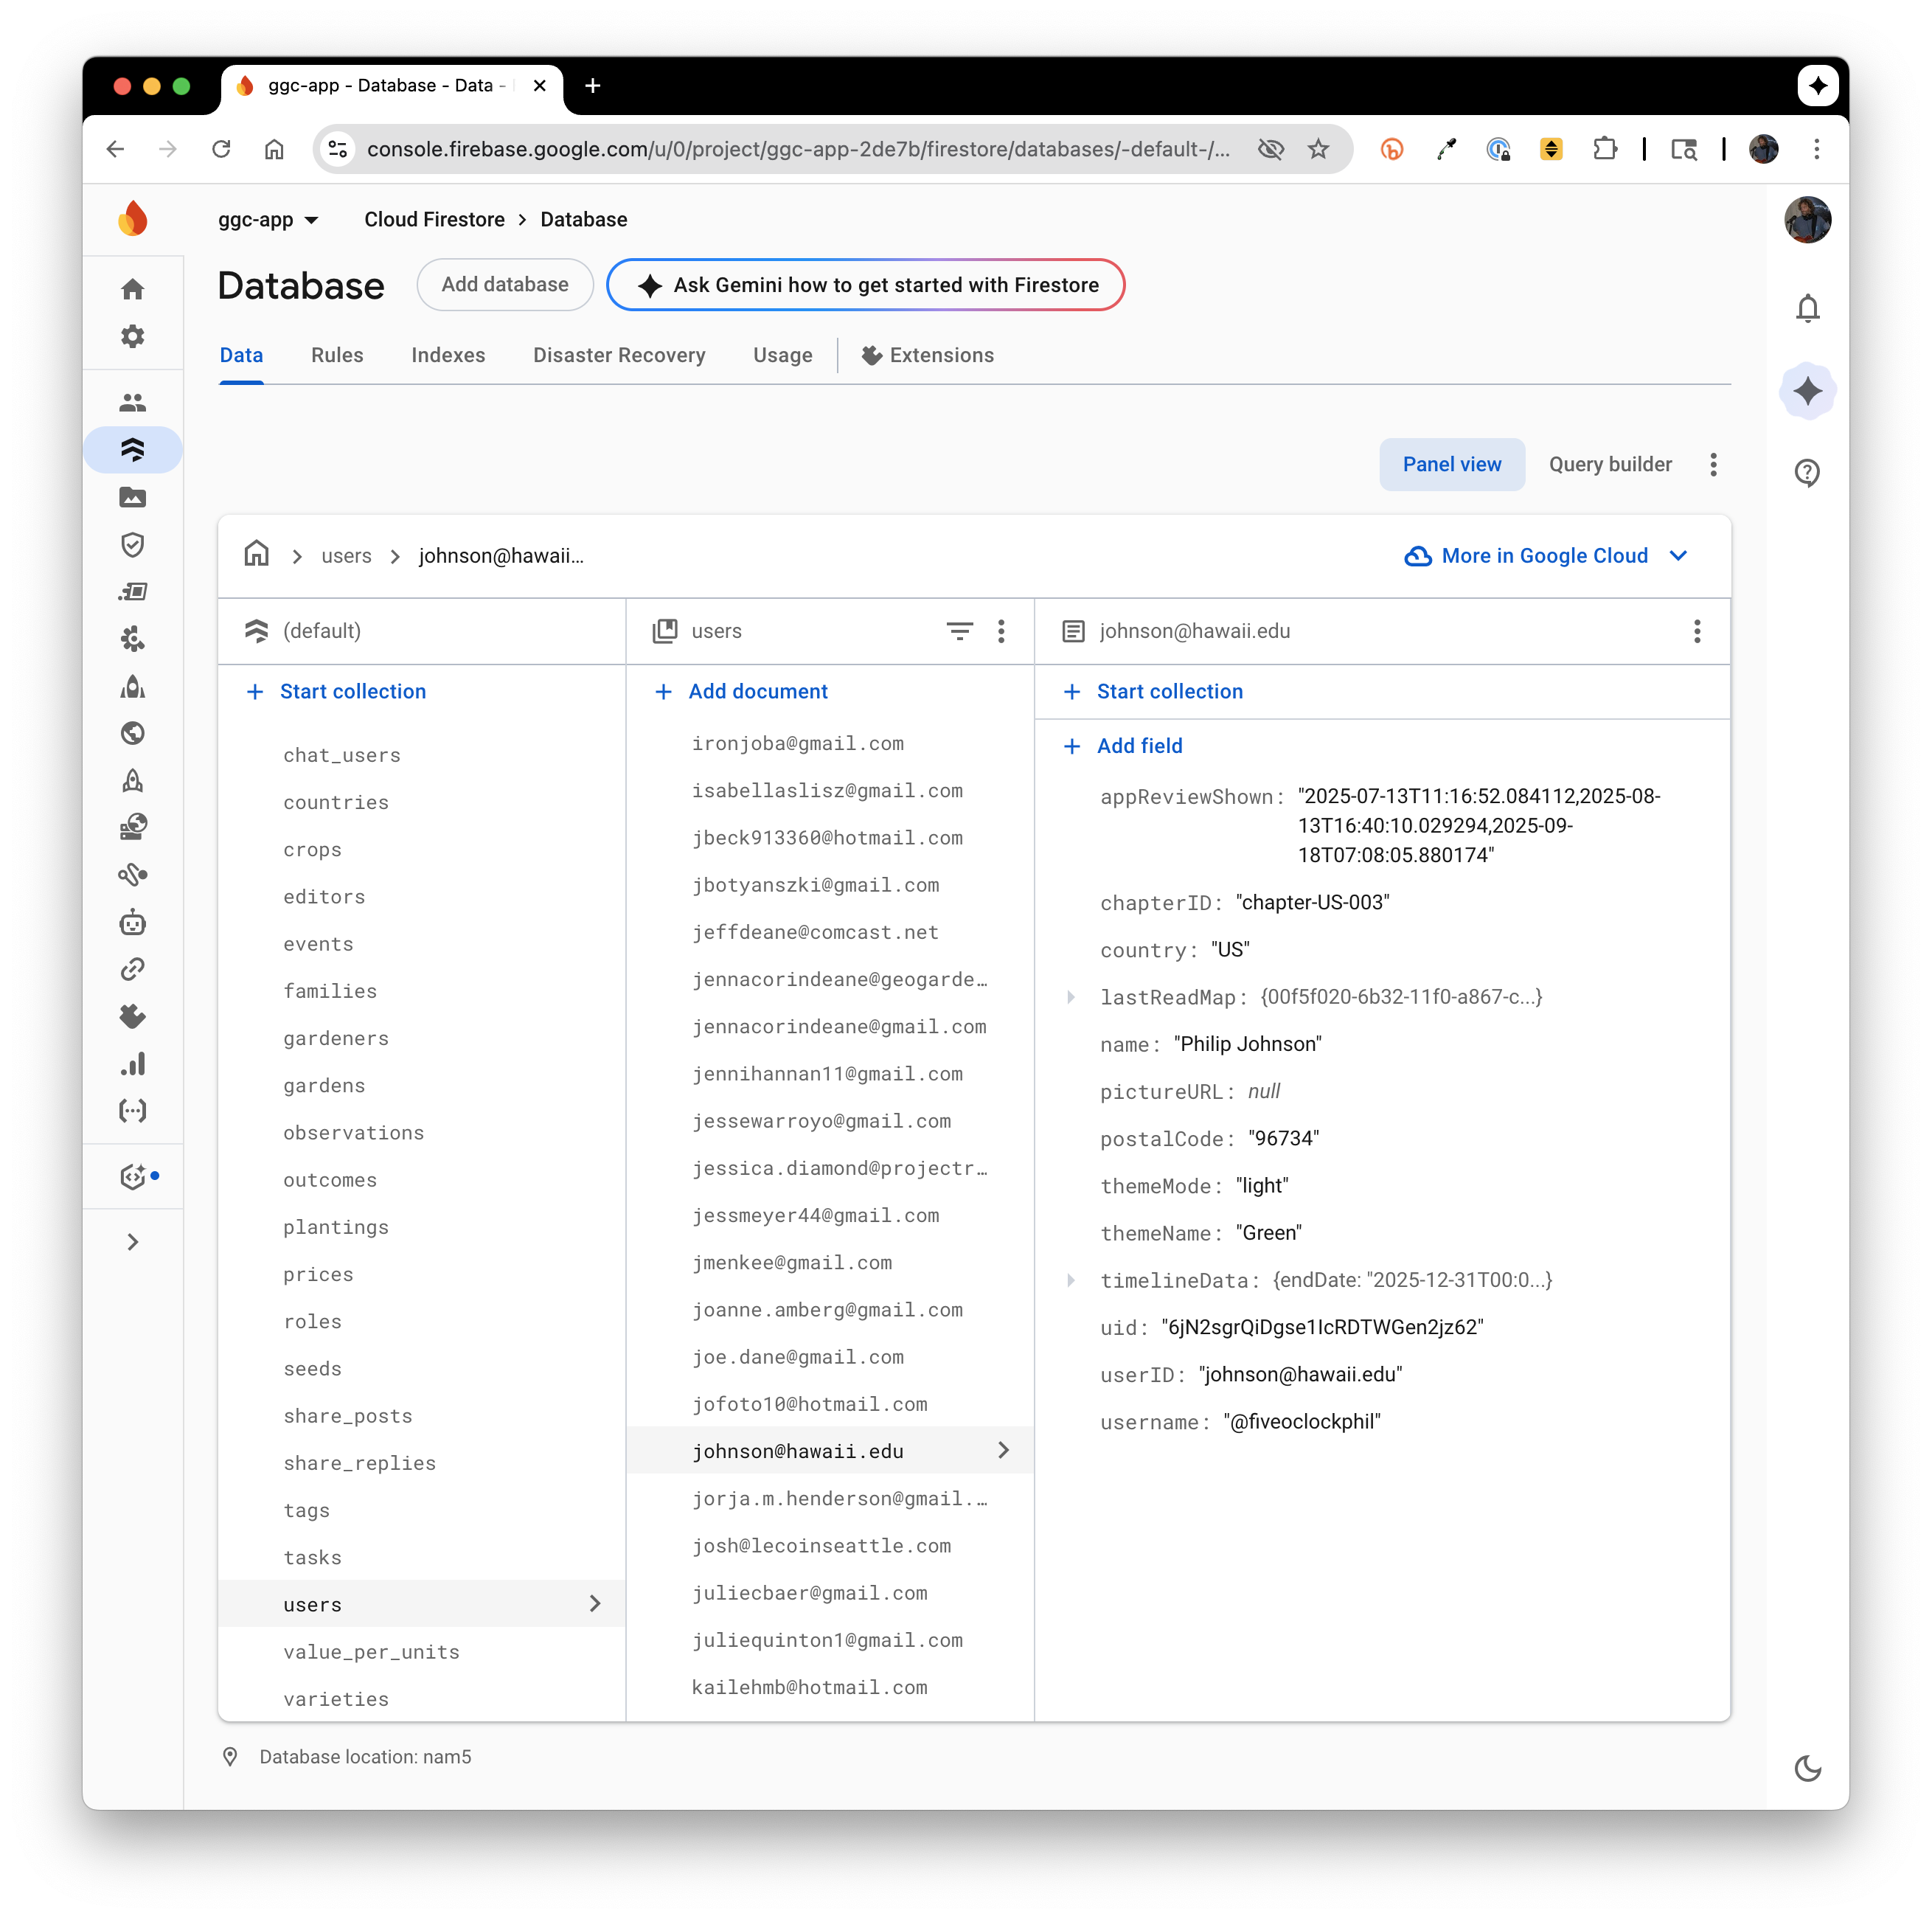 ggc-app - Database - Data -
console.firebase.google.com/u/0/project/ggc-app-2de7b/firestore/databases/-default-/...
ggc-app
Cloud Firestore > Database
Database
Add database
Ask Gemini how to get started with Firestore
Data
Rules
Indexes
Disaster Recovery
Usage
Extensions
Panel view
Query builder
users
johnson@hawaii...
More in Google Cloud
(default)
Start collection
chat_users
countries
crops
editors
events
families
gardeners
gardens
observations
outcomes
plantings
prices
roles
seeds
share_posts
share_replies
tags
tasks
users
value_per_units
varieties
users
Add document
ironjoba@gmail.com
isabellaslisz@gmail.com
jbeck913360@hotmail.com
jbotyanszki@gmail.com
jeffdeane@comcast.net
jennacorindeane@geogarde…
jennacorindeane@gmail.com
jennihannan11@gmail.com
jessewarroyo@gmail.com
jessica.diamond@projectr…
jessmeyer44@gmail.com
jmenkee@gmail.com
joanne.amberg@gmail.com
joe.dane@gmail.com
jofoto10@hotmail.com
johnson@hawaii.edu
jorja.m.henderson@gmail.…
josh@lecoinseattle.com
juliecbaer@gmail.com
juliequinton1@gmail.com
kailehmb@hotmail.com
johnson@hawaii.edu
Start collection
Add field
appReviewShown: "2025-07-13T11:16:52.084112,2025-08-
13T16:40:10.029294,2025-09-
18T07:08:05.880174"
chapterID: "chapter-US-003"
country: "US"
lastReadMap: {00f5f020-6b32-11f0-a867-c...}
name: "Philip Johnson"
pictureURL: null
postalCode: "96734"
themeMode: "light"
themeName: "Green"
timelineData: {endDate: "2025-12-31T00:0...}
uid: "6jN2sgrQiDgse1IcRDTWGen2jz62"
userID: "johnson@hawaii.edu"
username: "@fiveoclockphil"
Database location: nam5